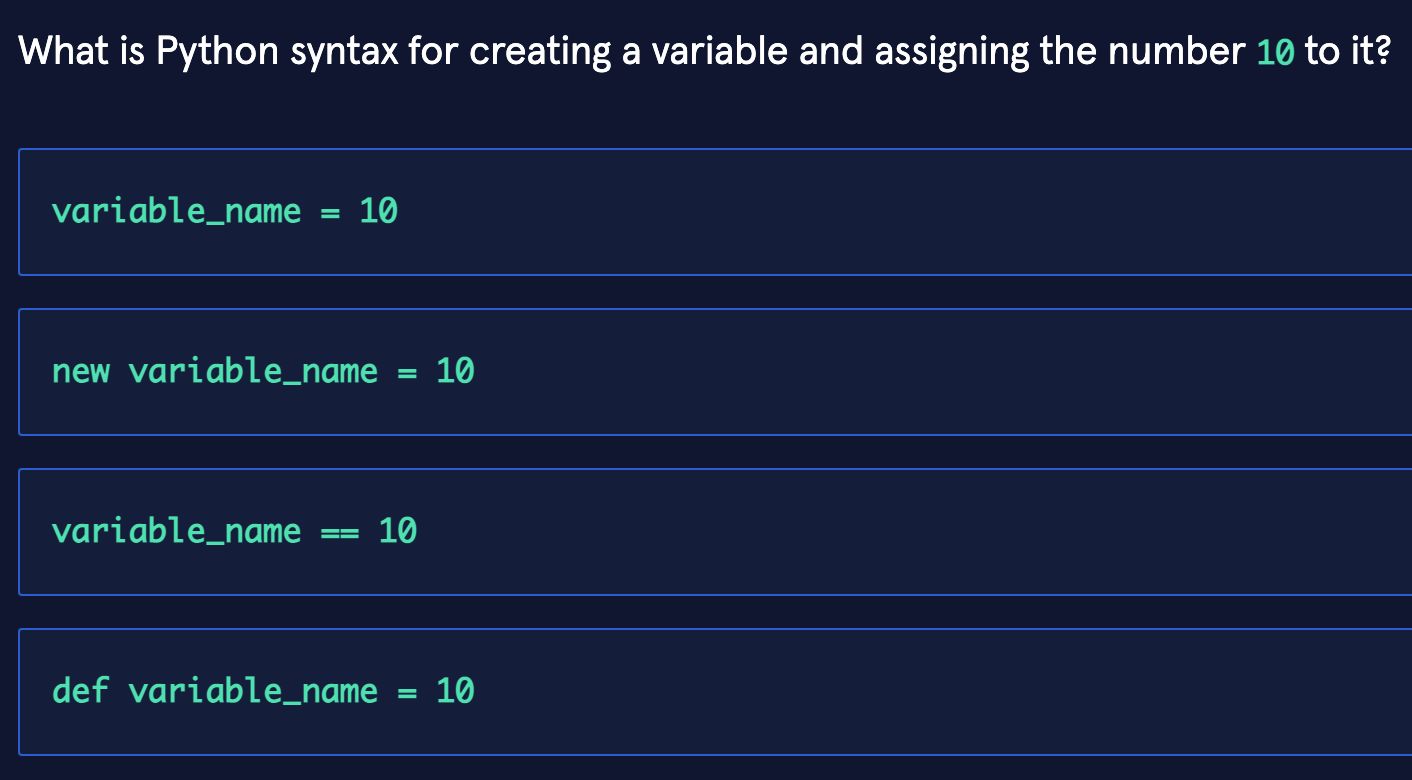 What is Python syntax for creating a variable and assigning the number 10 to it?
variable_name = 10
new variable_name = 10
variable_name == 10
def variable_name = 10